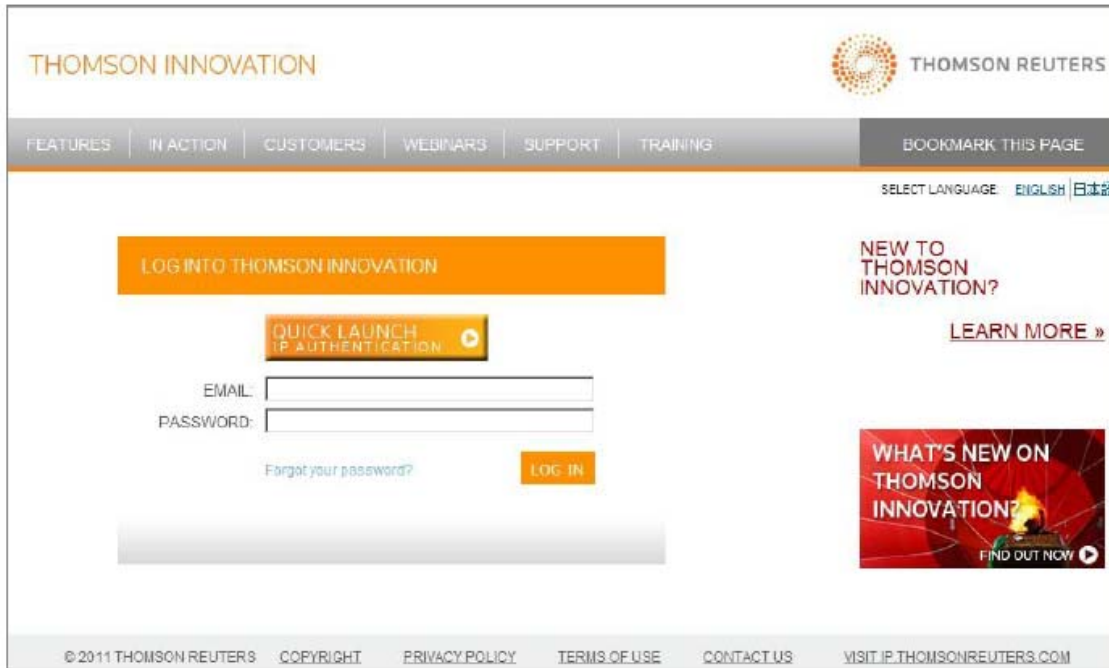 THOMSON INNOVATION
THOMSON REUTERS
FEATURES IN ACTION CUSTOMERS WEBINARS SUPPORT TRAINING BOOKMARK THIS PAGE
SELECT LANGUAGE: ENGLISH 日本語
LOG INTO THOMSON INNOVATION
QUICK LAUNCH
IP AUTHENTICATION
EMAIL:
PASSWORD:
Forgot your password? LOG IN
NEW TO
THOMSON
INNOVATION?
LEARN MORE »
WHAT'S NEW ON
THOMSON
INNOVATION?
FIND OUT NOW
© 2011 THOMSON REUTERS COPYRIGHT PRIVACY POLICY TERMS OF USE CONTACT US VISIT IP.THOMSONREUTERS.COM